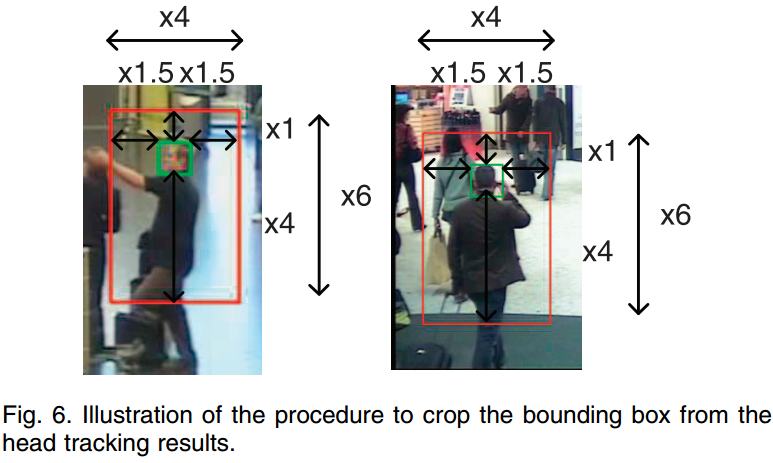 x4 x4
x1.5 x1.5 x1.5 x1.5
x1 x1
x6 x6
x4 x4
Fig. 6. Illustration of the procedure to crop the bounding box from the
head tracking results.